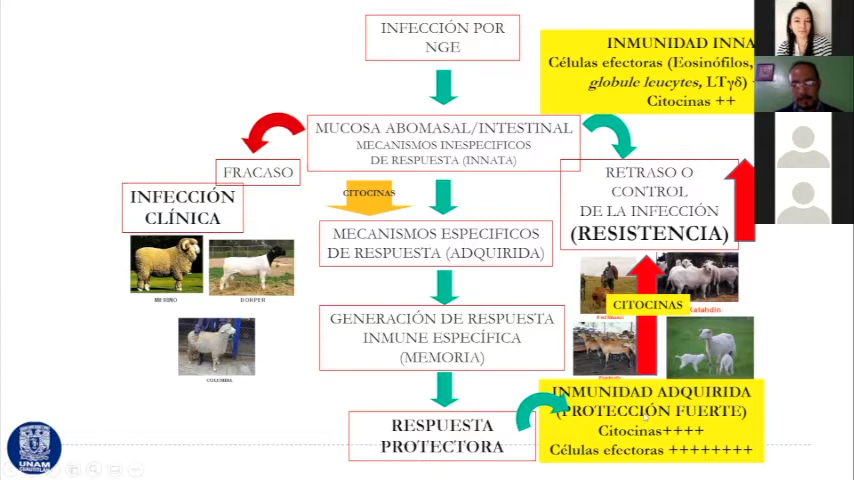 INFECCIÓN POR
NGE
INMUNIDAD INNA
Células efectoras (Eosinófilos,
globule leucytes, LTγδ)
Citocinas ++
MUCOSA ABOMASAL/INTESTINAL
MECANISMOS INESPECIFICOS
DE RESPUESTA (INNATA)
FRACASO
INFECCIÓN
CLÍNICA
CITOCINAS
RETRASO O
CONTROL
DE LA INFECCIÓN
(RESISTENCIA)
MECANISMOS ESPECIFICOS
DE RESPUESTA (ADQUIRIDA)
MERINO
DORPER
COLUMBIA
CITOCINAS
Katahdin
GENERACIÓN DE RESPUESTA
INMUNE ESPECÍFICA
(MEMORIA)
RESPUESTA
PROTECTORA
INMUNIDAD ADQUIRIDA
(PROTECCIÓN FUERTE)
Citocinas++++
Células efectoras ++++++++
UNAM
CUAUTITLÁN